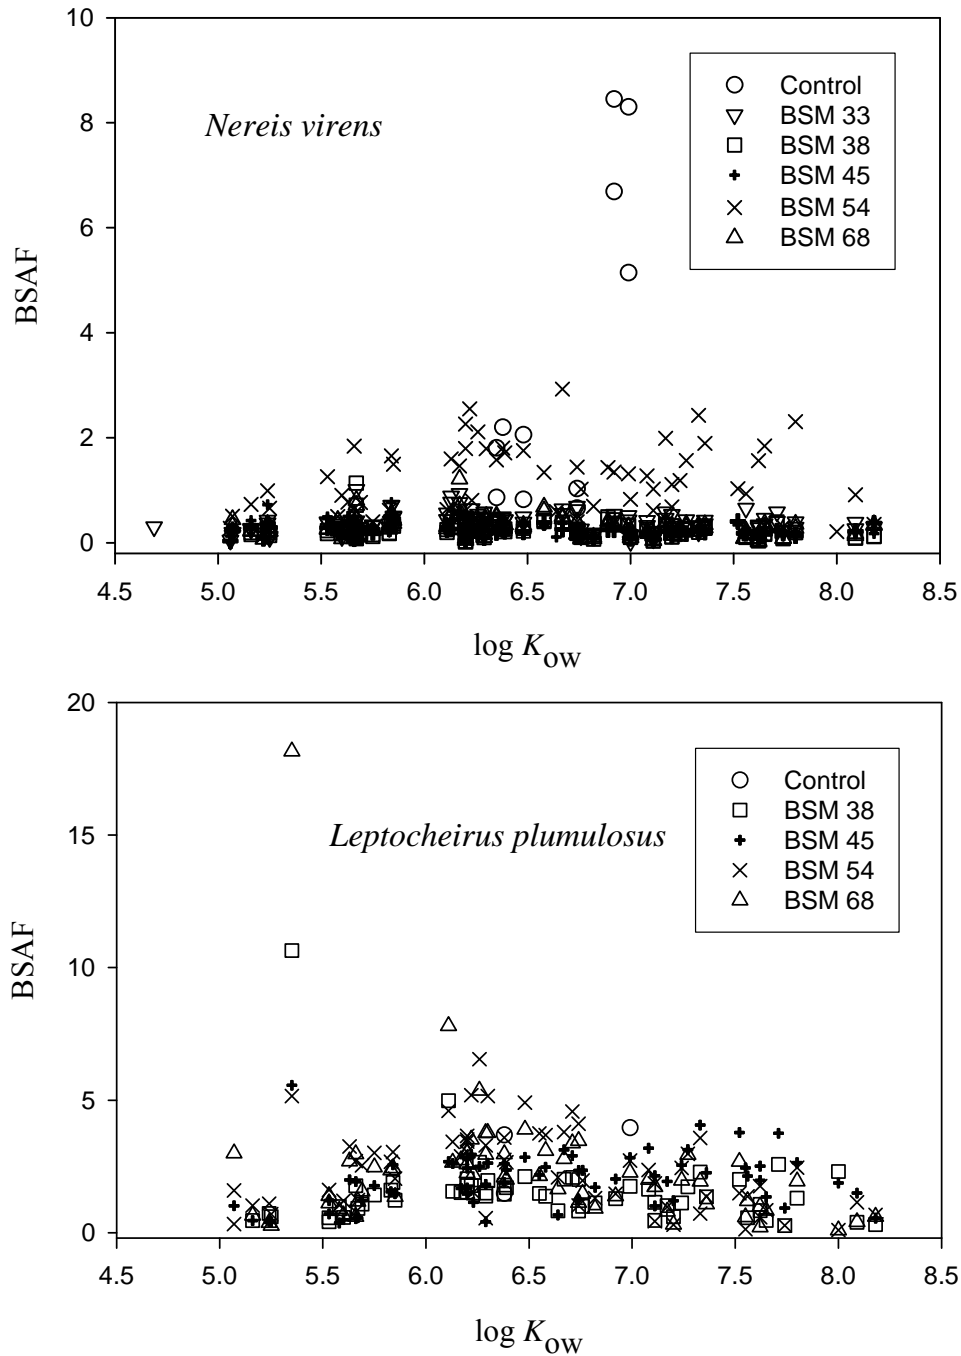 10
8
6
4
2
0
BSAF
Nereis virens
Control
BSM 33
BSM 38
BSM 45
BSM 54
BSM 68
4.5 5.0 5.5 6.0 6.5 7.0 7.5 8.0 8.5
log Kow
20
15
10
5
0
BSAF
Leptocheirus plumulosus
Control
BSM 38
BSM 45
BSM 54
BSM 68
4.5 5.0 5.5 6.0 6.5 7.0 7.5 8.0 8.5
log Kow